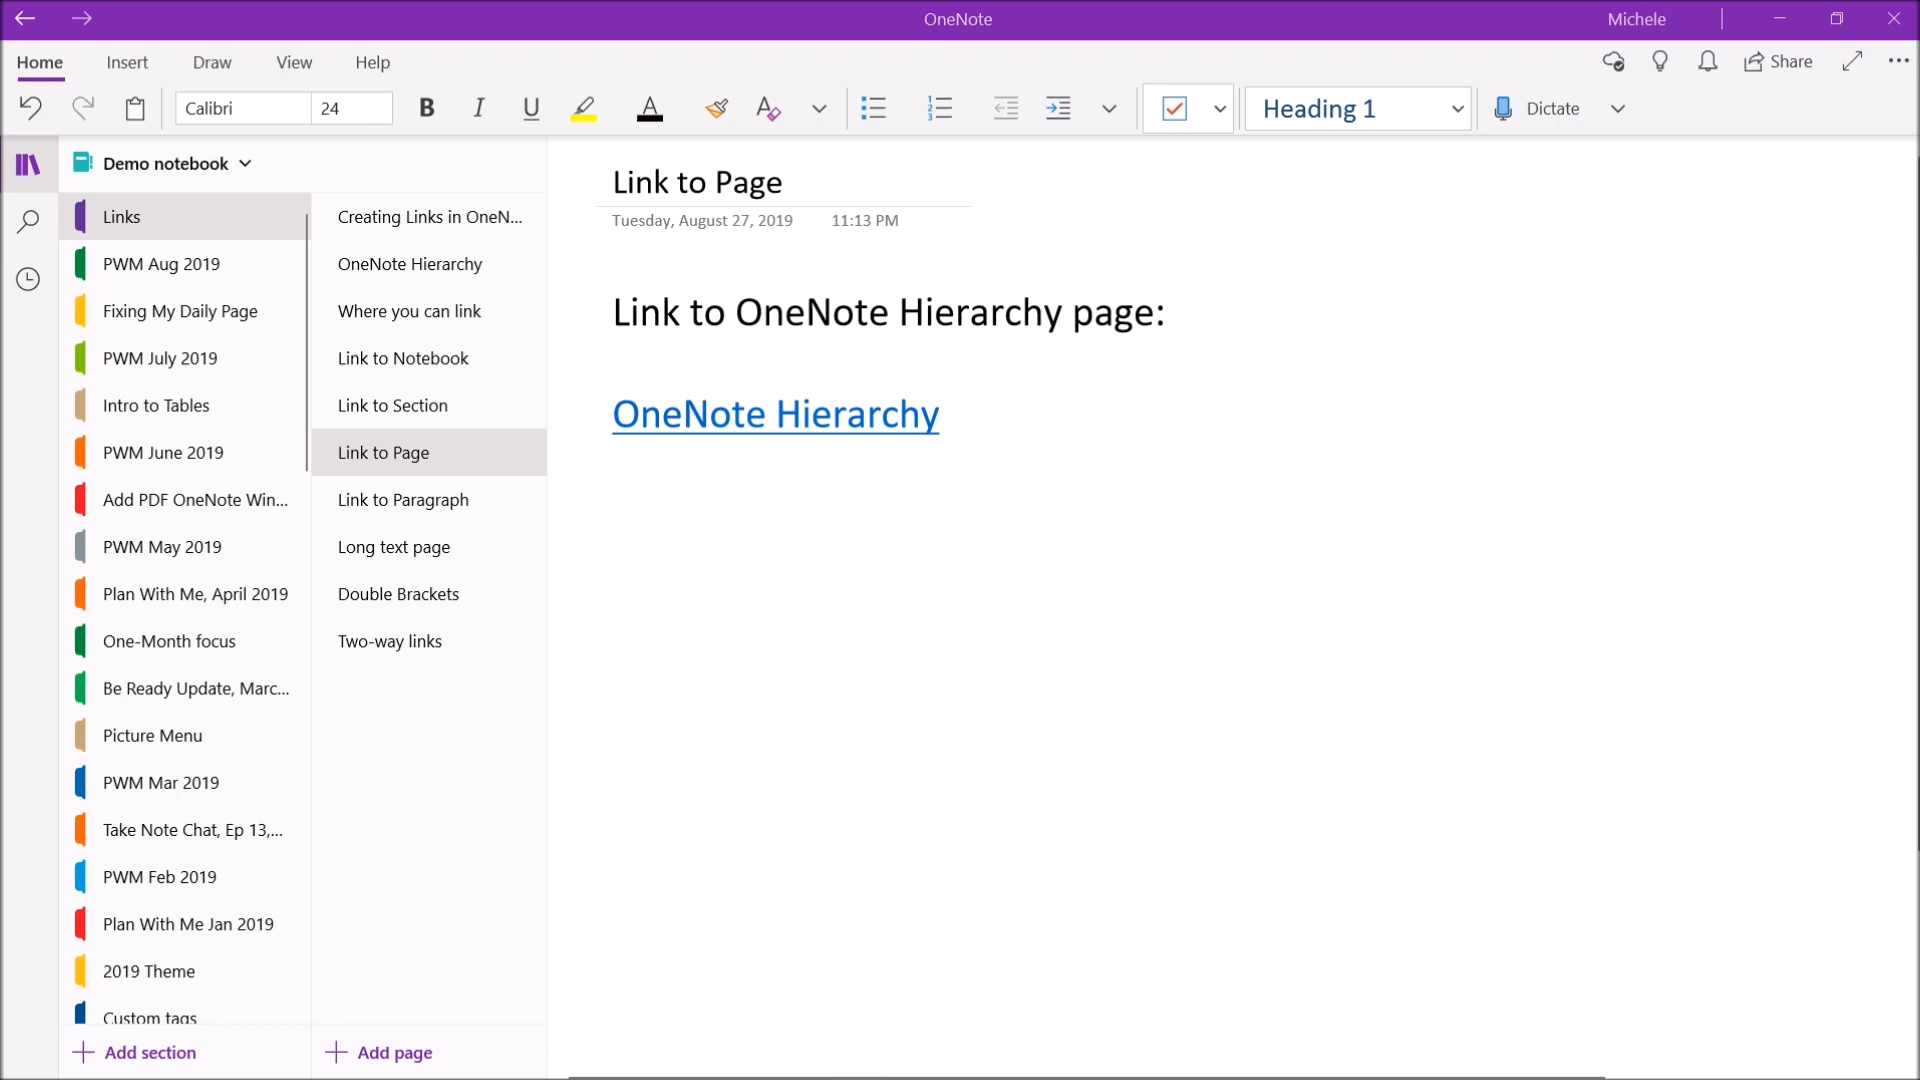 OneNote
Michele
Home Insert Draw View Help
Share
Calibri 24 B I U A A Heading 1 Dictate
Demo notebook
Links
PWM Aug 2019
Fixing My Daily Page
PWM July 2019
Intro to Tables
PWM June 2019
Add PDF OneNote Win...
PWM May 2019
Plan With Me, April 2019
One-Month focus
Be Ready Update, Marc...
Picture Menu
PWM Mar 2019
Take Note Chat, Ep 13,...
PWM Feb 2019
Plan With Me Jan 2019
2019 Theme
Custom tags
Add section
Creating Links in OneN...
OneNote Hierarchy
Where you can link
Link to Notebook
Link to Section
Link to Page
Link to Paragraph
Long text page
Double Brackets
Two-way links
Add page
Link to Page
Tuesday, August 27, 2019 11:13 PM
Link to OneNote Hierarchy page:
OneNote Hierarchy